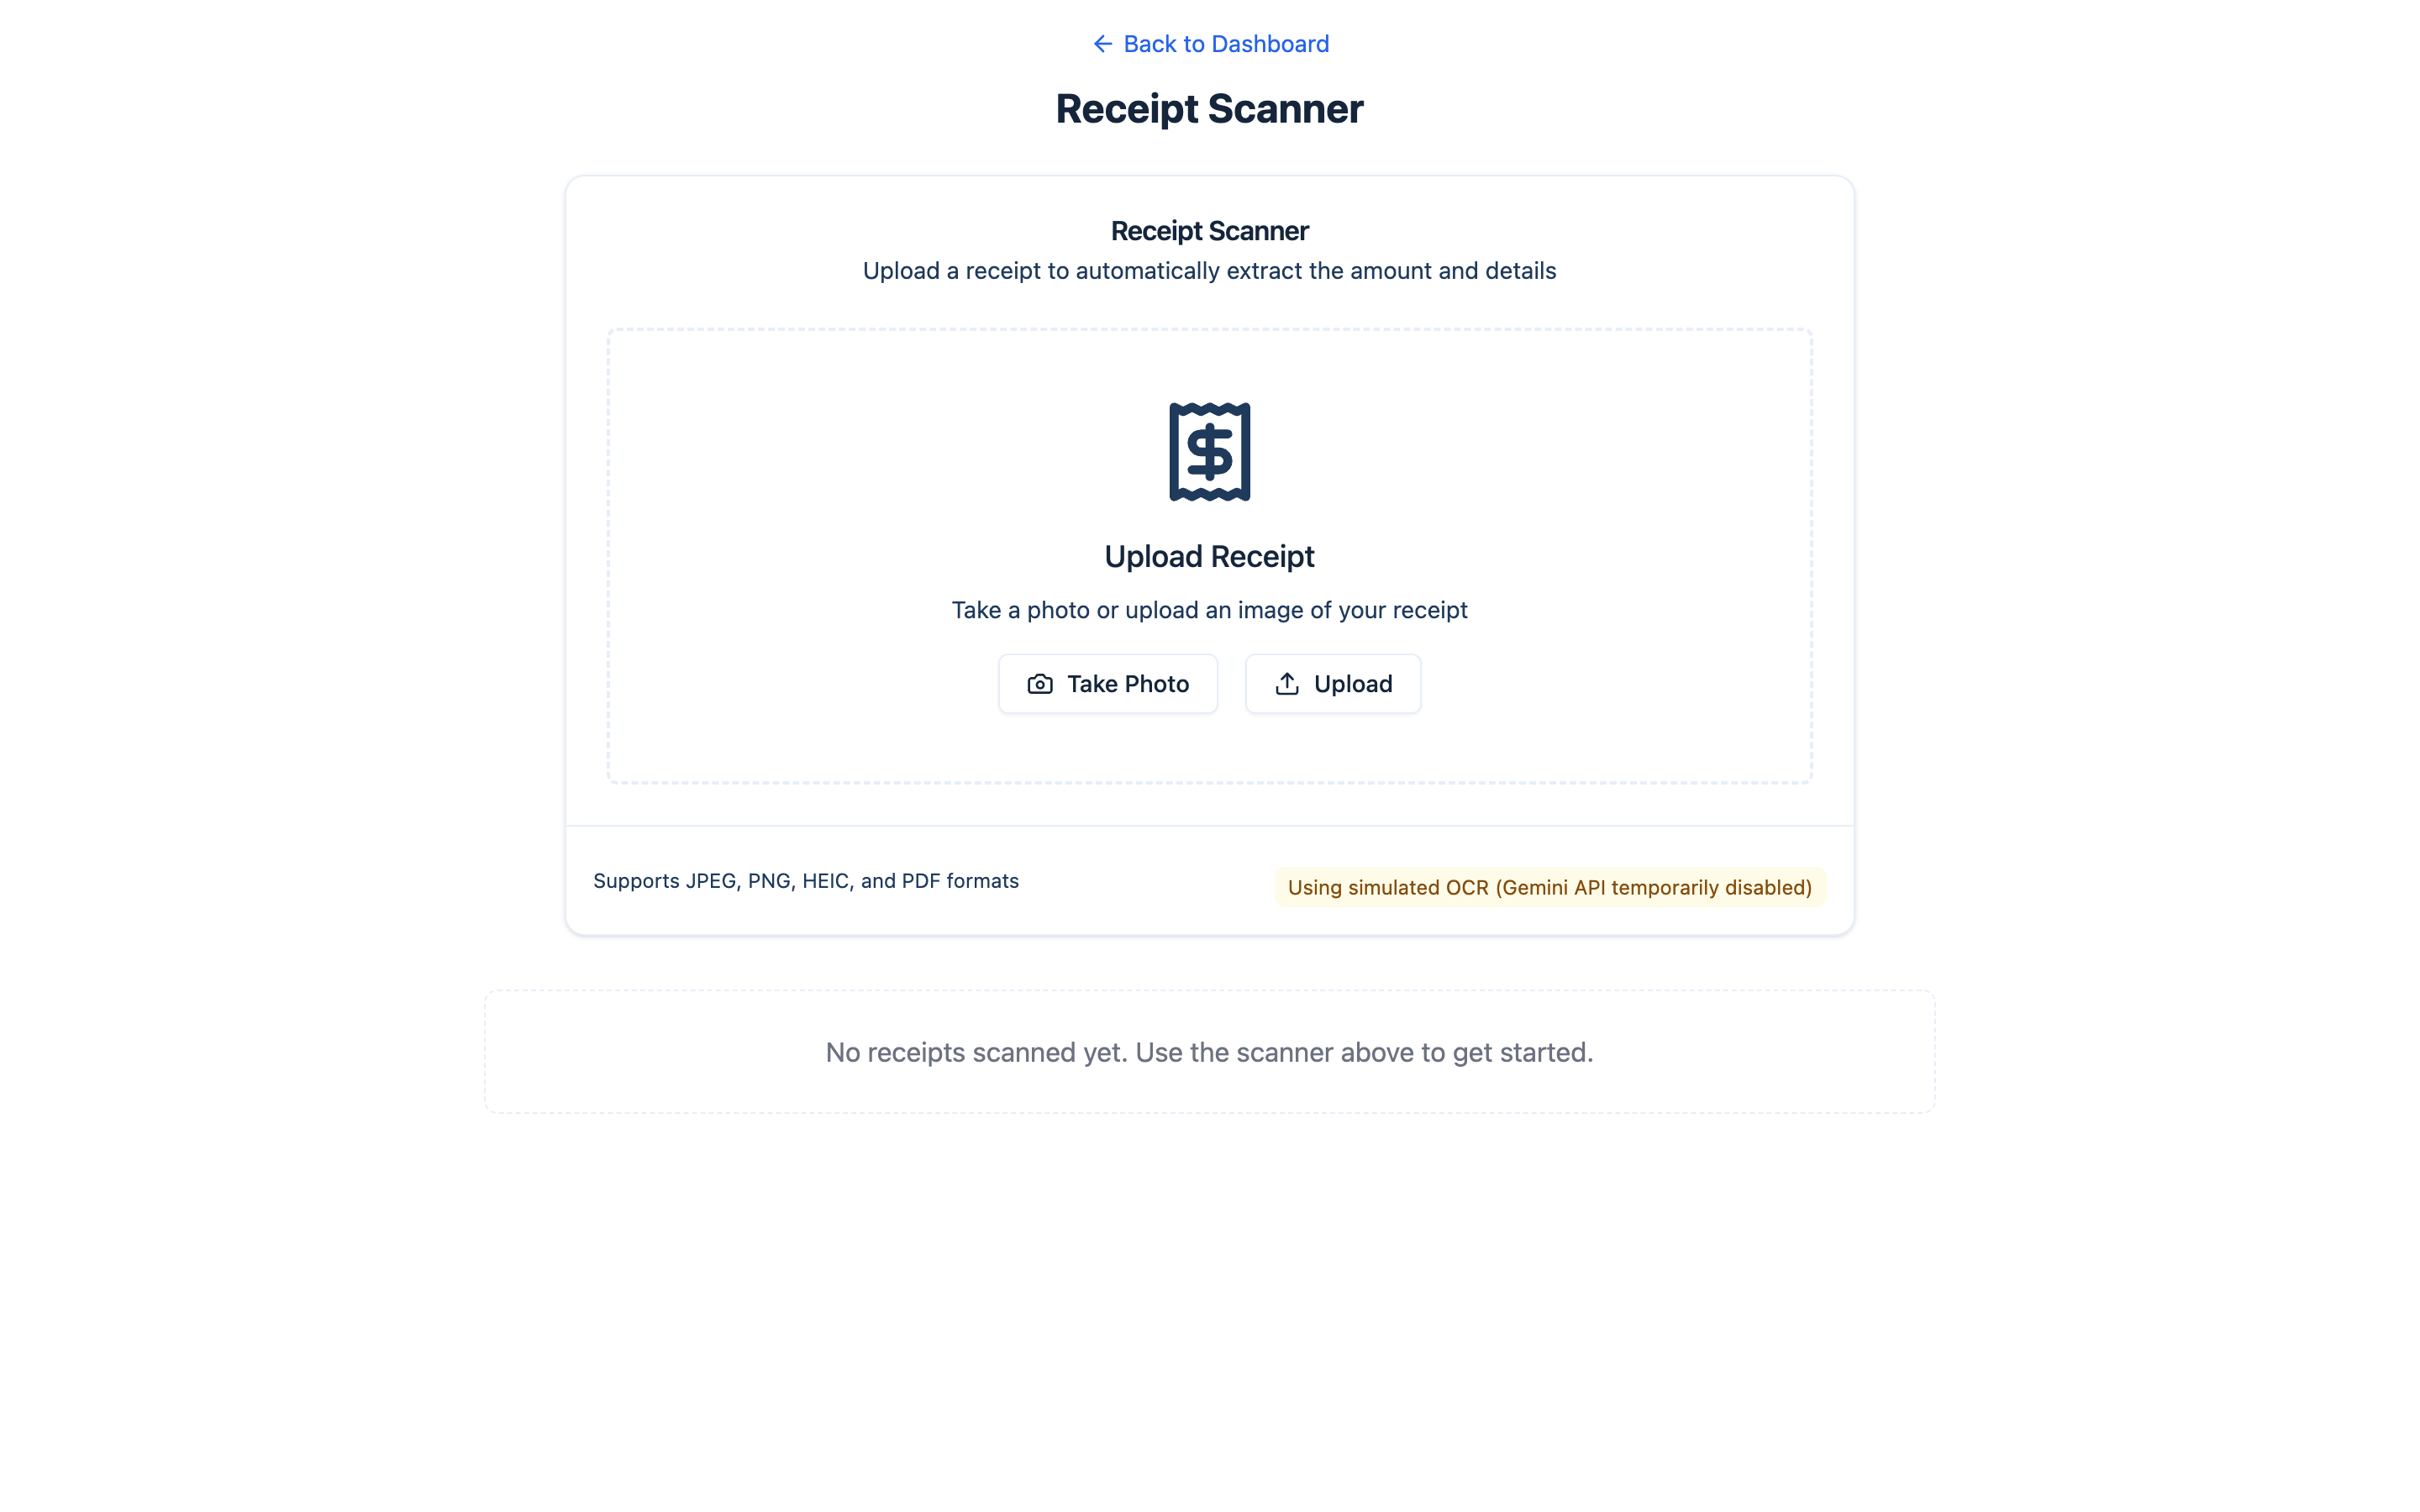 Back to Dashboard
Receipt Scanner
Receipt Scanner
Upload a receipt to automatically extract the amount and details
Upload Receipt
Take a photo or upload an image of your receipt
Take Photo
Upload
Supports JPEG, PNG, HEIC, and PDF formats
Using simulated OCR (Gemini API temporarily disabled)
No receipts scanned yet. Use the scanner above to get started.